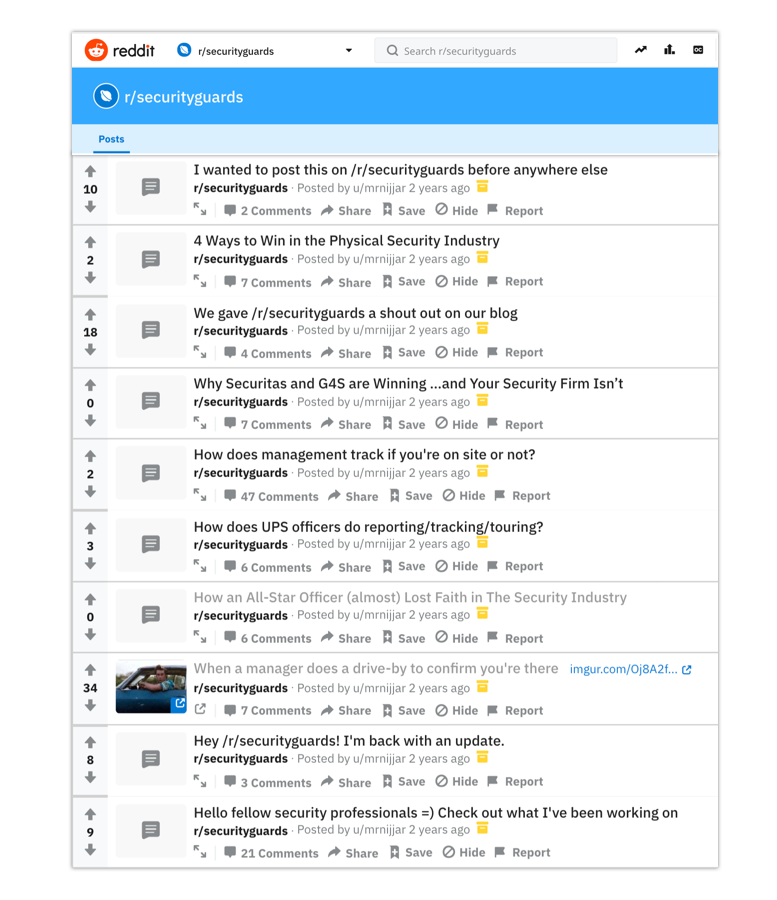 reddit r/securityguards Search r/securityguards
r/securityguards
Posts
I wanted to post this on /r/securityguards before anywhere else
10
r/securityguards · Posted by u/mrnijjar 2 years ago
2 Comments Share Save Hide Report
4 Ways to Win in the Physical Security Industry
2
r/securityguards · Posted by u/mrnijjar 2 years ago
7 Comments Share Save Hide Report
We gave /r/securityguards a shout out on our blog
18
r/securityguards · Posted by u/mrnijjar 2 years ago
4 Comments Share Save Hide Report
Why Securitas and G4S are Winning ...and Your Security Firm Isn’t
0
r/securityguards · Posted by u/mrnijjar 2 years ago
7 Comments Share Save Hide Report
How does management track if you're on site or not?
2
r/securityguards · Posted by u/mrnijjar 2 years ago
47 Comments Share Save Hide Report
How does UPS officers do reporting/tracking/touring?
3
r/securityguards · Posted by u/mrnijjar 2 years ago
6 Comments Share Save Hide Report
How an All-Star Officer (almost) Lost Faith in The Security Industry
0
r/securityguards · Posted by u/mrnijjar 2 years ago
6 Comments Share Save Hide Report
When a manager does a drive-by to confirm you're there imgur.com/Oj8A2f...
34
r/securityguards · Posted by u/mrnijjar 2 years ago
7 Comments Share Save Hide Report
Hey /r/securityguards! I'm back with an update.
8
r/securityguards · Posted by u/mrnijjar 2 years ago
3 Comments Share Save Hide Report
Hello fellow security professionals =) Check out what I've been working on
9
r/securityguards · Posted by u/mrnijjar 2 years ago
21 Comments Share Save Hide Report